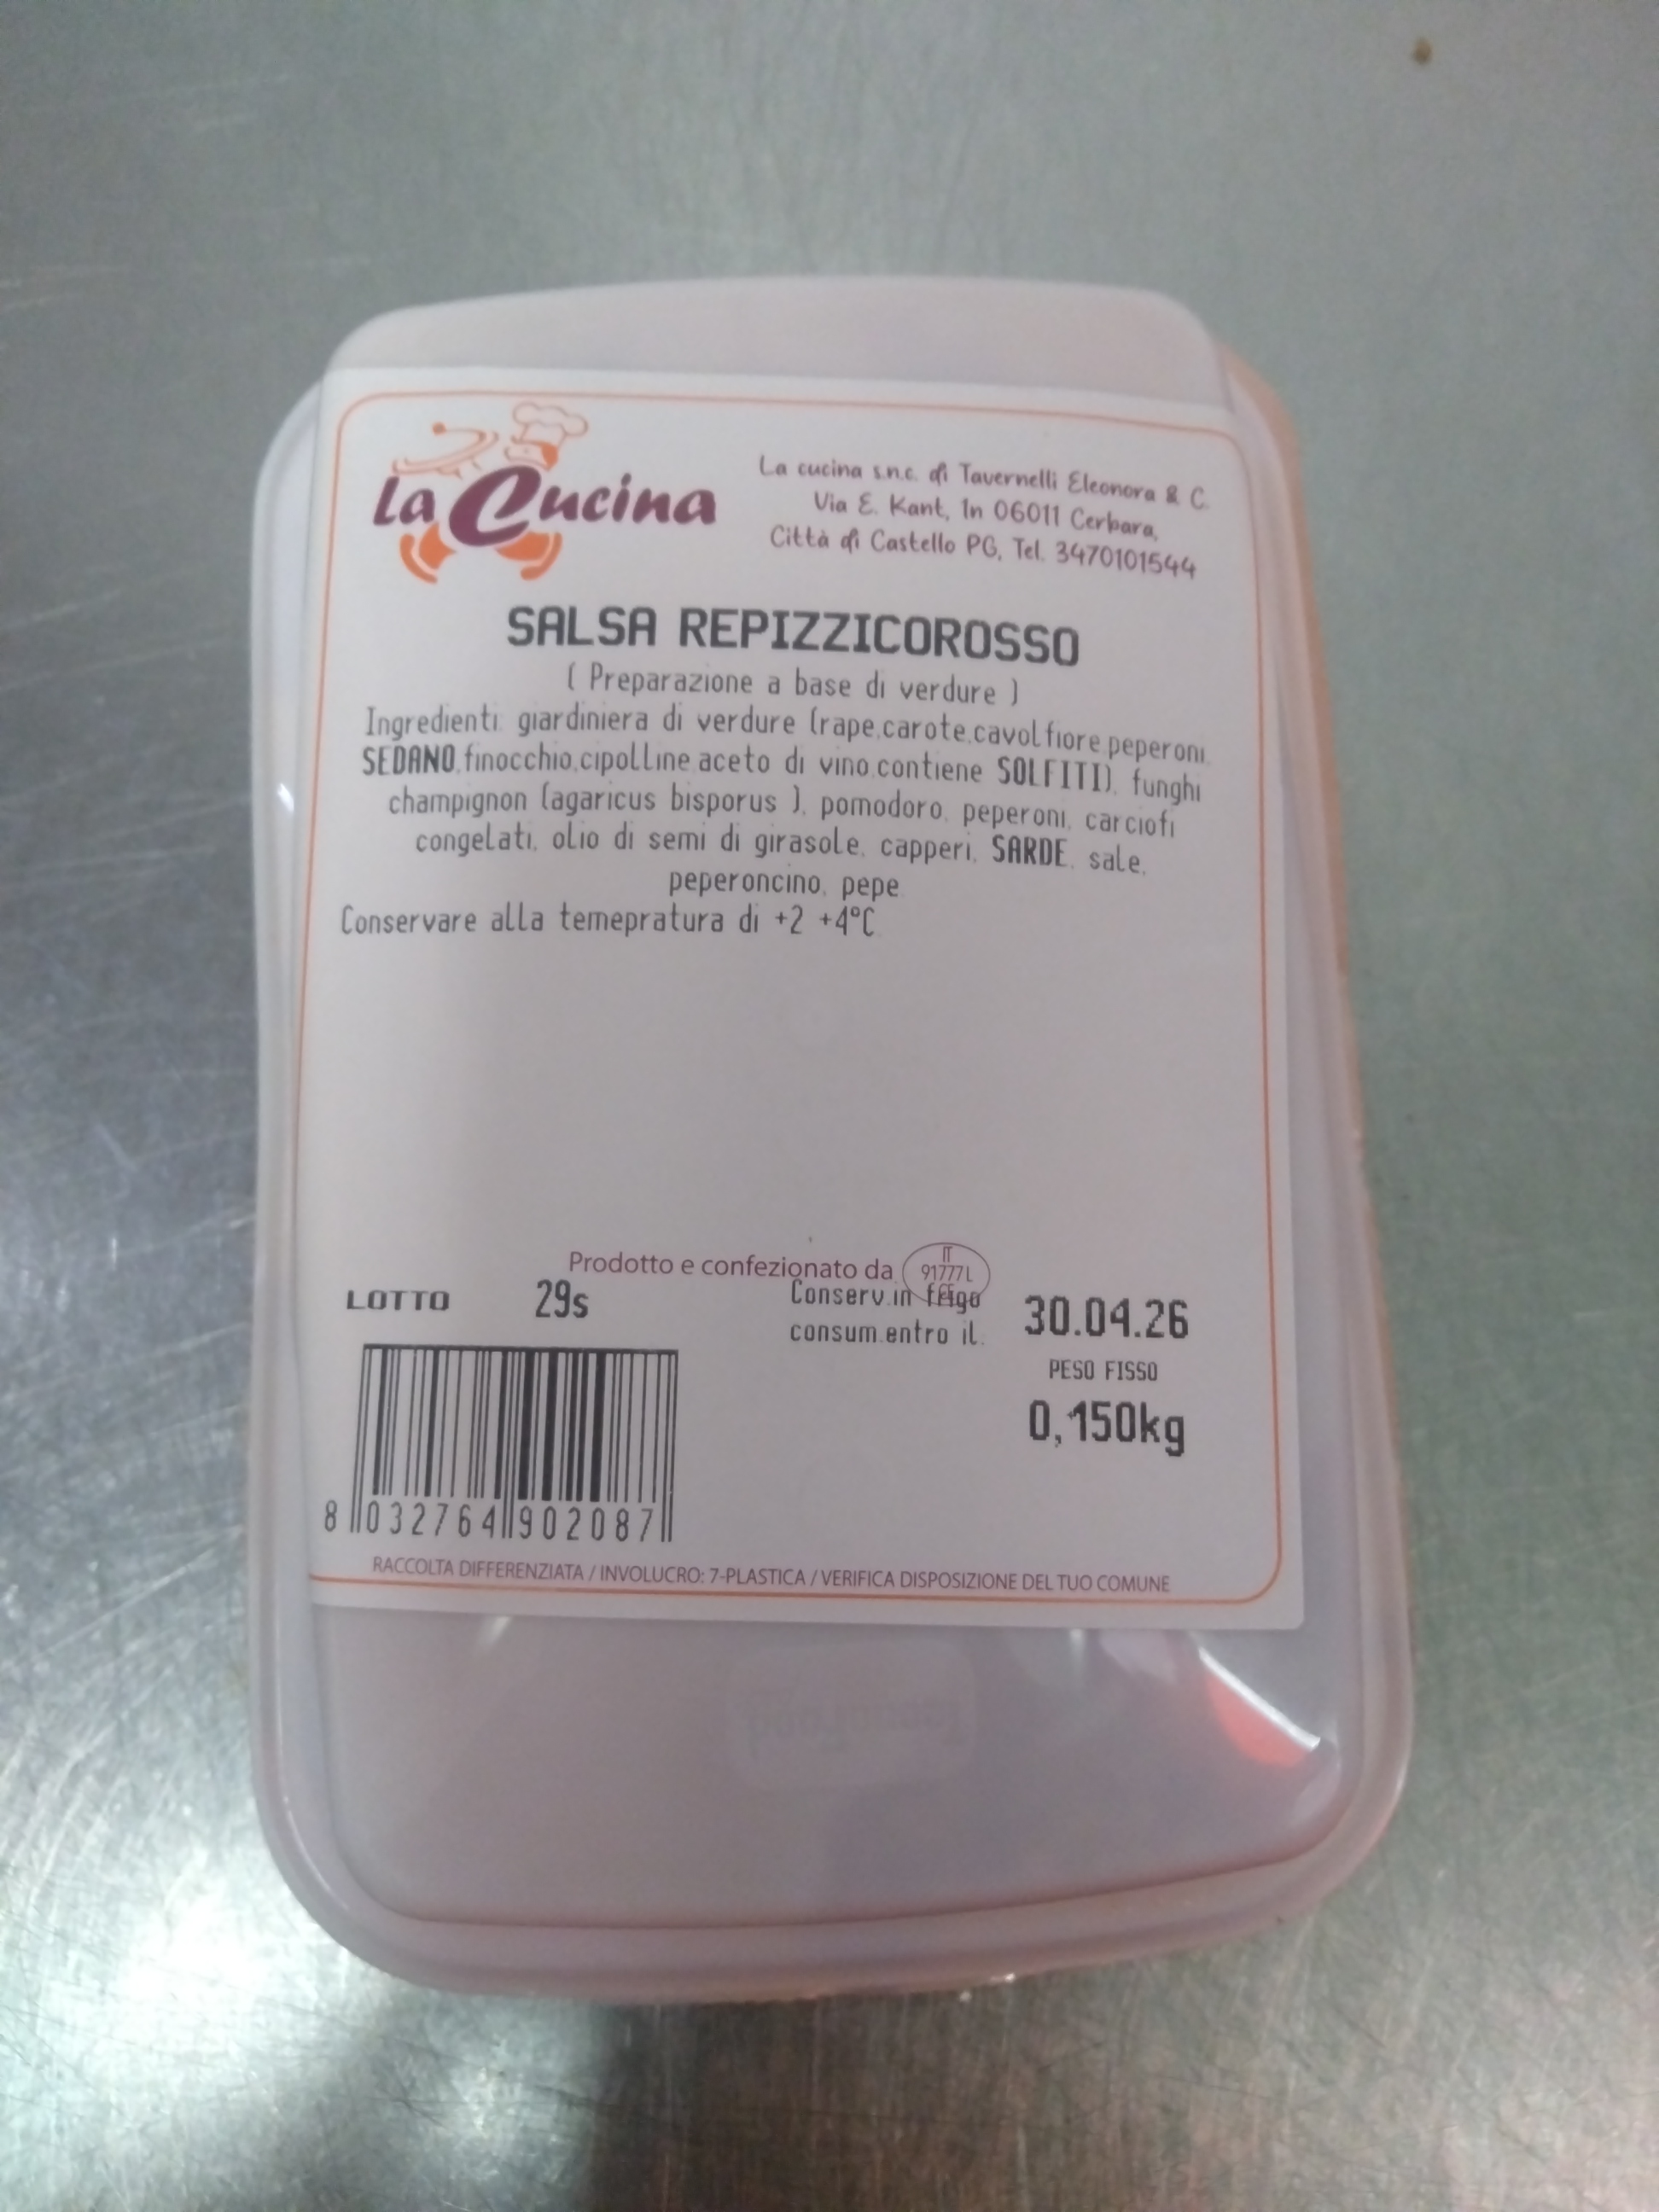 La Cucina
La cucina s.n.c. di Tavernelli Eleonora & C.
Via E. Kant, 1n 06011 Cerbara,
Città di Castello PG, Tel. 3470101544
SALSA REPIZZICOROSSO
( Preparazione a base di verdure )
Ingredienti: giardiniera di verdure (rape,carote,cavolfiore,peperoni,
SEDANO,finocchio,cipolline,aceto di vino,contiene SOLFITI), funghi
champignon (agaricus bisporus ), pomodoro, peperoni, carciofi
congelati, olio di semi di girasole, capperi, SARDE, sale,
peperoncino, pepe.
Conservare alla temepratura di +2 +4°C
Prodotto e confezionato da
IT
91777L
CE
LOTTO 29s
Conserv.in frigo
consum.entro il. 30.04.26
PESO FISSO
0,150kg
8 032764 902087
RACCOLTA DIFFERENZIATA / INVOLUCRO: 7-PLASTICA / VERIFICA DISPOSIZIONE DEL TUO COMUNE